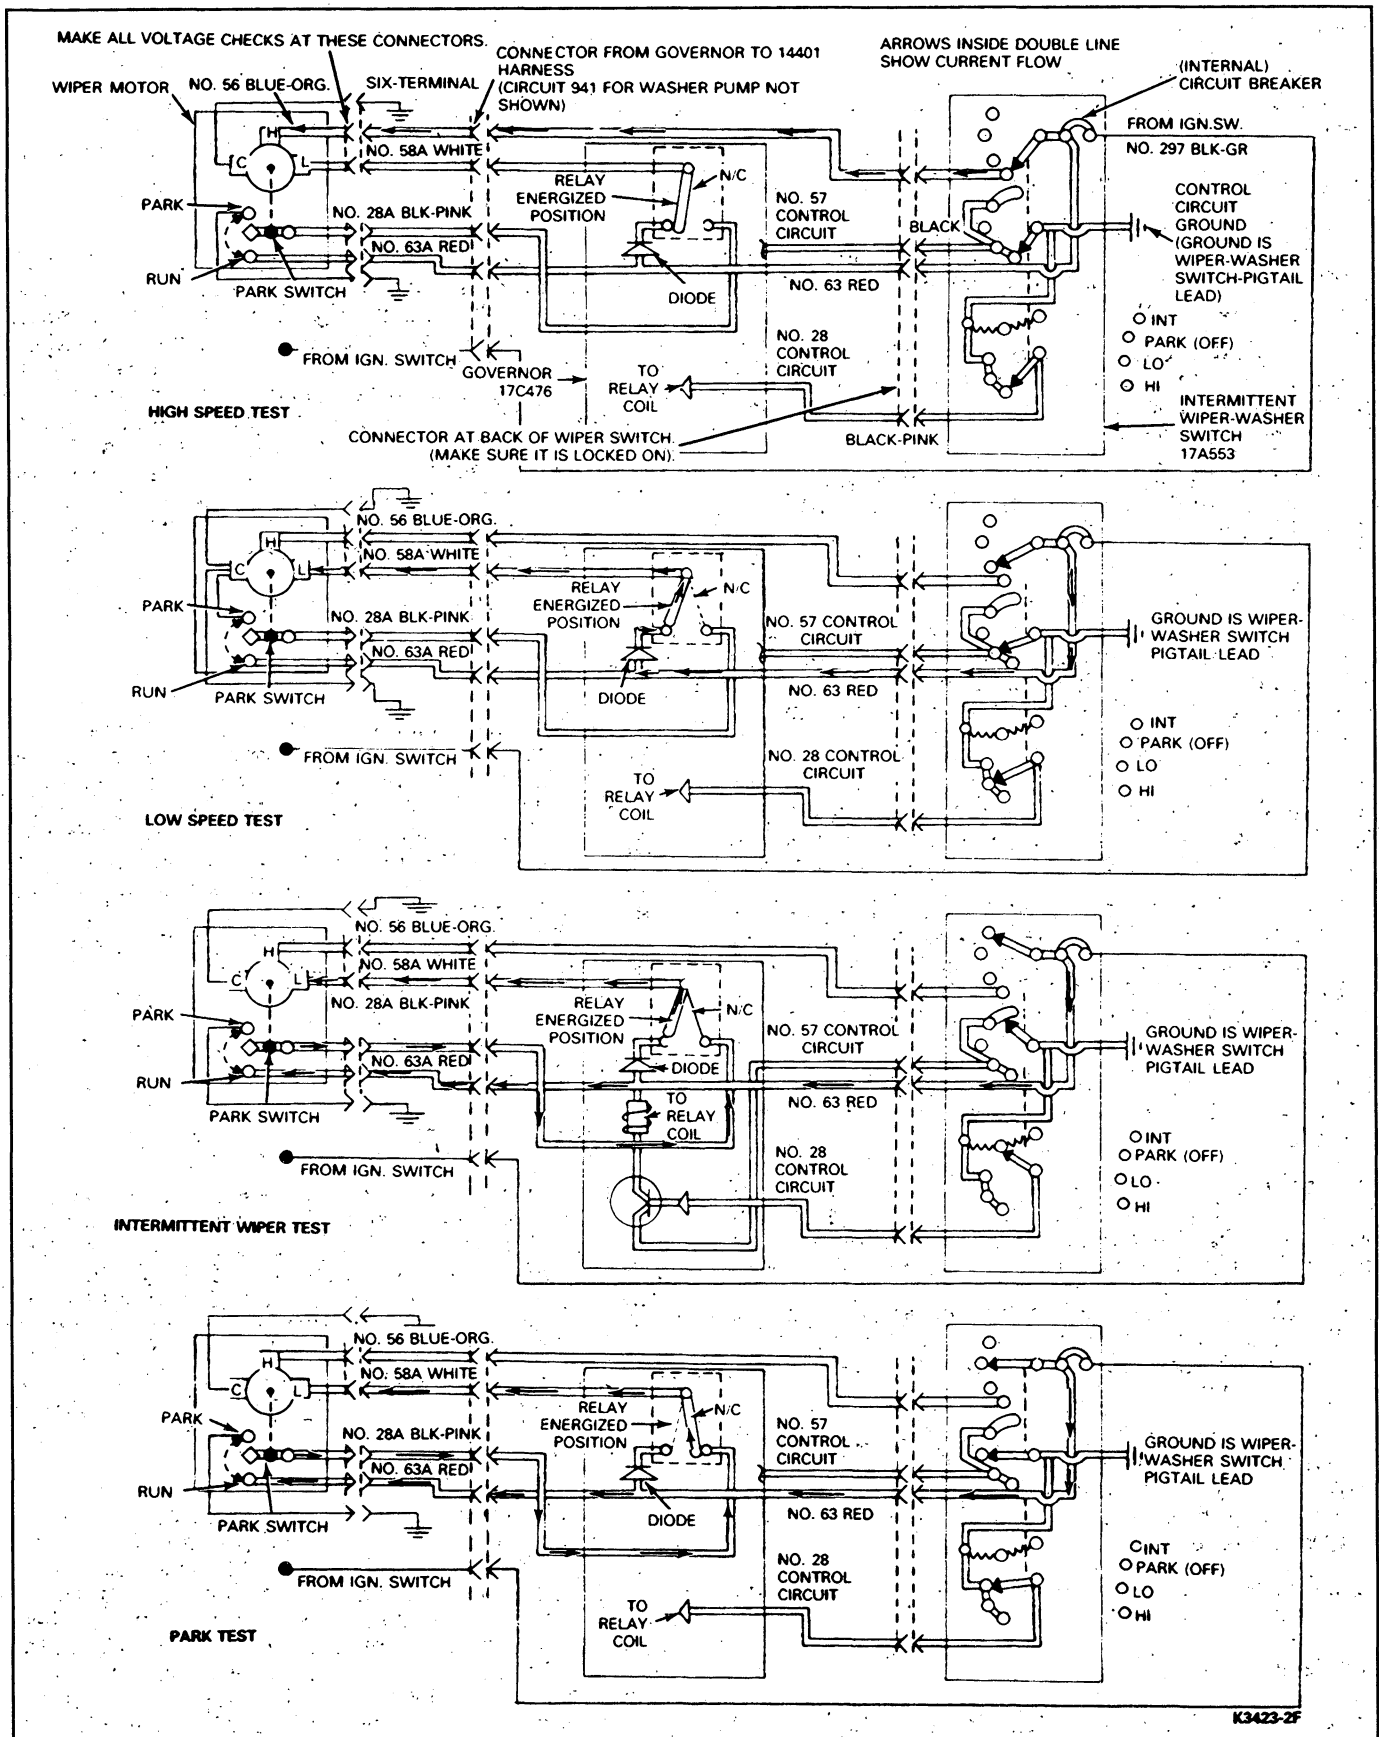 MAKE ALL VOLTAGE CHECKS AT THESE CONNECTORS.
CONNECTOR FROM GOVERNOR TO 14401
HARNESS
(CIRCUIT 941 FOR WASHER PUMP NOT
SHOWN)
ARROWS INSIDE DOUBLE LINE
SHOW CURRENT FLOW
(INTERNAL)
CIRCUIT BREAKER
WIPER MOTOR
NO. 56 BLUE-ORG.
SIX-TERMINAL
H
NO. 58A WHITE
C
L
FROM IGN.SW.
NO. 297 BLK-GR
N/C
RELAY
ENERGIZED
POSITION
PARK
NO. 28A BLK-PINK
NO. 57
CONTROL
CIRCUIT
BLACK
CONTROL
CIRCUIT
GROUND
(GROUND IS
WIPER-WASHER
SWITCH-PIGTAIL
LEAD)
NO. 63A RED
RUN
PARK SWITCH
DIODE
NO. 63 RED
FROM IGN. SWITCH
GOVERNOR
17C476
TO
RELAY
COIL
NO. 28
CONTROL
CIRCUIT
INT
PARK (OFF)
LO
HI
HIGH SPEED TEST
CONNECTOR AT BACK OF WIPER SWITCH.
(MAKE SURE IT IS LOCKED ON).
BLACK-PINK
INTERMITTENT
WIPER-WASHER
SWITCH
17A553
NO. 56 BLUE-ORG.
H
NO. 58A WHITE
C
L
RELAY
ENERGIZED
POSITION
N/C
PARK
NO. 28A BLK-PINK
NO. 57 CONTROL
CIRCUIT
GROUND IS WIPER-
WASHER SWITCH
PIGTAIL LEAD
NO. 63A RED
RUN
PARK SWITCH
DIODE
NO. 63 RED
FROM IGN. SWITCH
TO
RELAY
COIL
NO. 28 CONTROL
CIRCUIT
INT
PARK (OFF)
LO
HI
LOW SPEED TEST
NO. 56 BLUE-ORG.
H
NO. 58A WHITE
C
L
NO. 28A BLK-PINK
RELAY
ENERGIZED
POSITION
N/C
PARK
NO. 57 CONTROL
CIRCUIT
GROUND IS WIPER-
WASHER SWITCH
PIGTAIL LEAD
NO. 63A RED
RUN
PARK SWITCH
DIODE
NO. 63 RED
TO
RELAY
COIL
FROM IGN. SWITCH
NO. 28
CONTROL
CIRCUIT
INT
PARK (OFF)
LO
HI
INTERMITTENT WIPER TEST
NO. 56 BLUE-ORG.
H
NO. 58A WHITE
C
L
RELAY
ENERGIZED
POSITION
N/C
PARK
NO. 28A BLK-PINK
NO. 57
CONTROL
CIRCUIT
GROUND IS WIPER-
WASHER SWITCH
PIGTAIL LEAD
NO. 63A RED
RUN
PARK SWITCH
DIODE
NO. 63 RED
FROM IGN. SWITCH
TO
RELAY
COIL
NO. 28
CONTROL
CIRCUIT
INT
PARK (OFF)
LO
HI
PARK TEST
K3423-2F